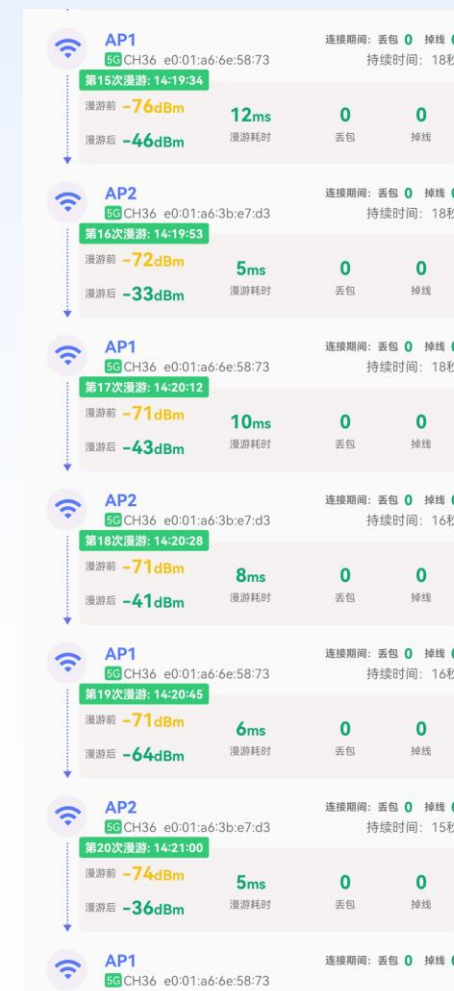 AP1 连接期间: 丢包 0 掉线
5G CH36 e0:01:a6:6e:58:73 持续时间: 18秒
第15次漫游: 14:19:34
漫游前 -76dBm 12ms 0 0
漫游后 -46dBm 漫游耗时 丢包 掉线
AP2 连接期间: 丢包 0 掉线
5G CH36 e0:01:a6:3b:e7:d3 持续时间: 18秒
第16次漫游: 14:19:53
漫游前 -72dBm 5ms 0 0
漫游后 -33dBm 漫游耗时 丢包 掉线
AP1 连接期间: 丢包 0 掉线
5G CH36 e0:01:a6:6e:58:73 持续时间: 18秒
第17次漫游: 14:20:12
漫游前 -71dBm 10ms 0 0
漫游后 -43dBm 漫游耗时 丢包 掉线
AP2 连接期间: 丢包 0 掉线
5G CH36 e0:01:a6:3b:e7:d3 持续时间: 16秒
第18次漫游: 14:20:28
漫游前 -71dBm 8ms 0 0
漫游后 -41dBm 漫游耗时 丢包 掉线
AP1 连接期间: 丢包 0 掉线
5G CH36 e0:01:a6:6e:58:73 持续时间: 16秒
第19次漫游: 14:20:45
漫游前 -71dBm 6ms 0 0
漫游后 -64dBm 漫游耗时 丢包 掉线
AP2 连接期间: 丢包 0 掉线
5G CH36 e0:01:a6:3b:e7:d3 持续时间: 15秒
第20次漫游: 14:21:00
漫游前 -74dBm 5ms 0 0
漫游后 -36dBm 漫游耗时 丢包 掉线
AP1 连接期间: 丢包 0 掉线
5G CH36 e0:01:a6:6e:58:73